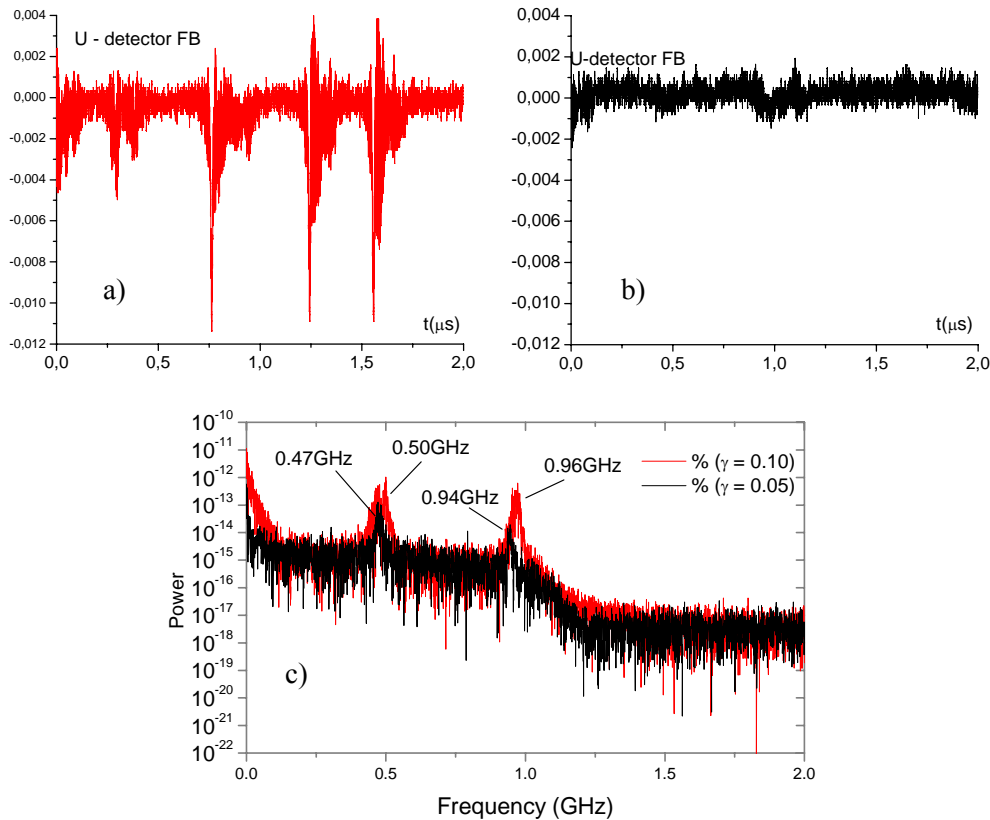 0,004
0,002
0,000
-0,002
-0,004
-0,006
-0,008
-0,010
-0,012
U - detector FB
a)
t(μs)
0,0 0,5 1,0 1,5 2,0
0,004
0,002
0,000
-0,002
-0,004
-0,006
-0,008
-0,010
-0,012
U-detector FB
b)
t(μs)
0,0 0,5 1,0 1,5 2,0
10^-10
10^-11
10^-12
10^-13
10^-14
10^-15
10^-16
10^-17
10^-18
10^-19
10^-20
10^-21
10^-22
Power
0.47GHz
0.50GHz
0.94GHz
0.96GHz
% (γ = 0.10)
% (γ = 0.05)
c)
0.0 0.5 1.0 1.5 2.0
Frequency (GHz)